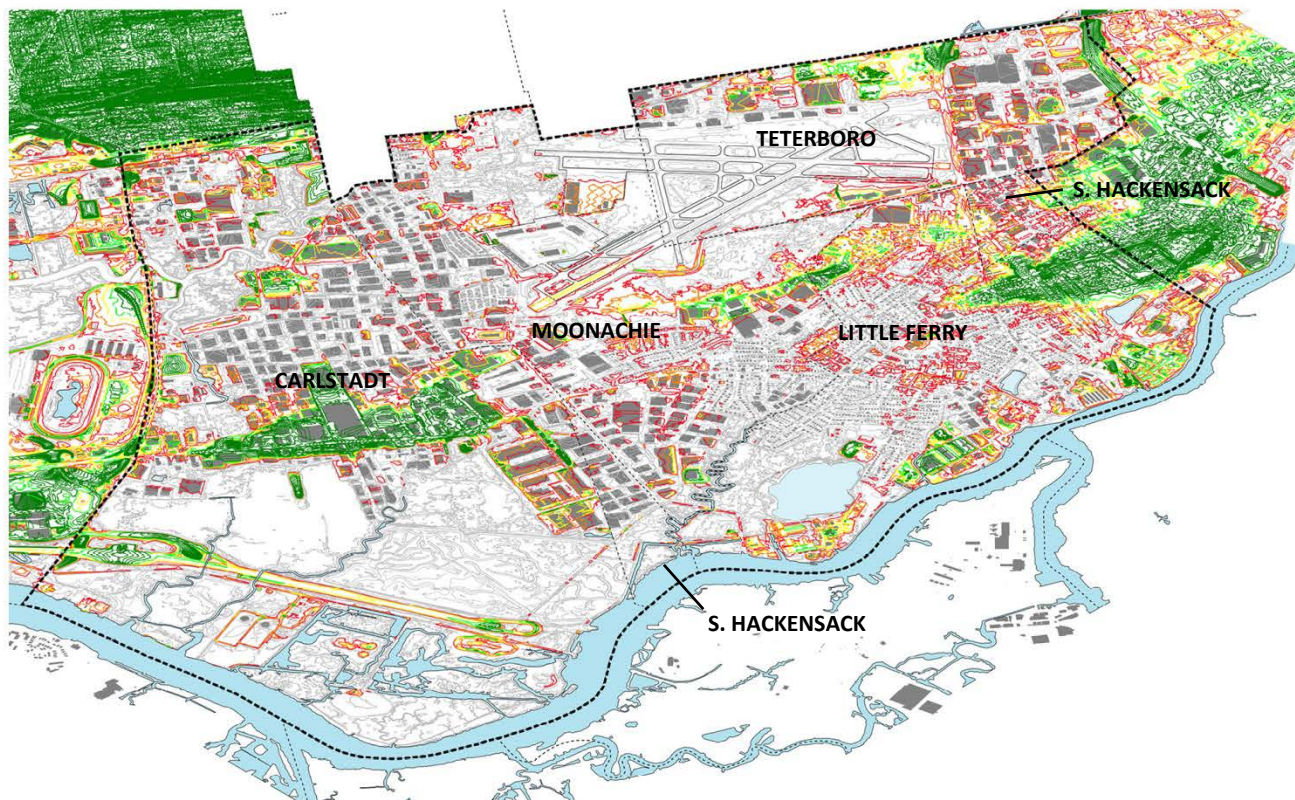 TETERBORO
S. HACKENSACK
MOONACHIE
LITTLE FERRY
CARLSTADT
S. HACKENSACK